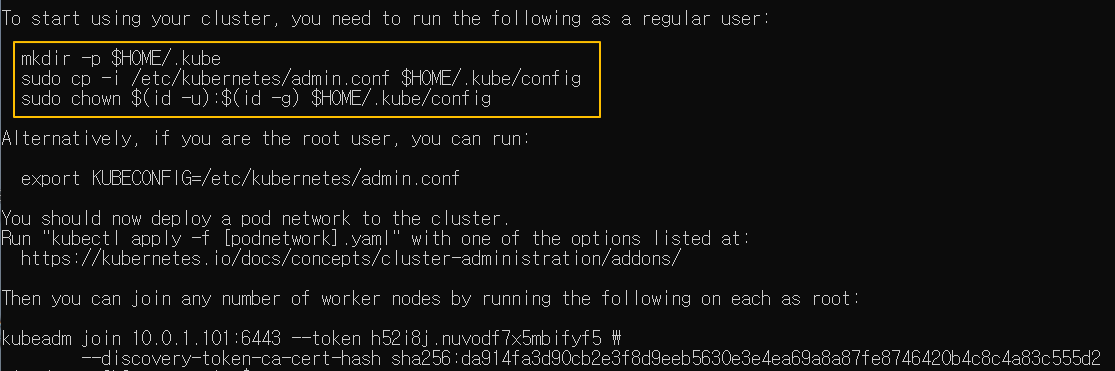 To start using your cluster, you need to run the following as a regular user:
mkdir -p $HOME/.kube
sudo cp -i /etc/kubernetes/admin.conf $HOME/.kube/config
sudo chown $(id -u):$(id -g) $HOME/.kube/config
Alternatively, if you are the root user, you can run:
export KUBECONFIG=/etc/kubernetes/admin.conf
You should now deploy a pod network to the cluster.
Run "kubectl apply -f [podnetwork].yaml" with one of the options listed at:
https://kubernetes.io/docs/concepts/cluster-administration/addons/
Then you can join any number of worker nodes by running the following on each as root:
kubeadm join 10.0.1.101:6443 --token h52i8j.nuvodf7x5mbifyf5 ₩
--discovery-token-ca-cert-hash sha256:da914fa3d90cb2e3f8d9eeb5630e3e4ea69a8a87fe8746420b4c8c4a83c555d2